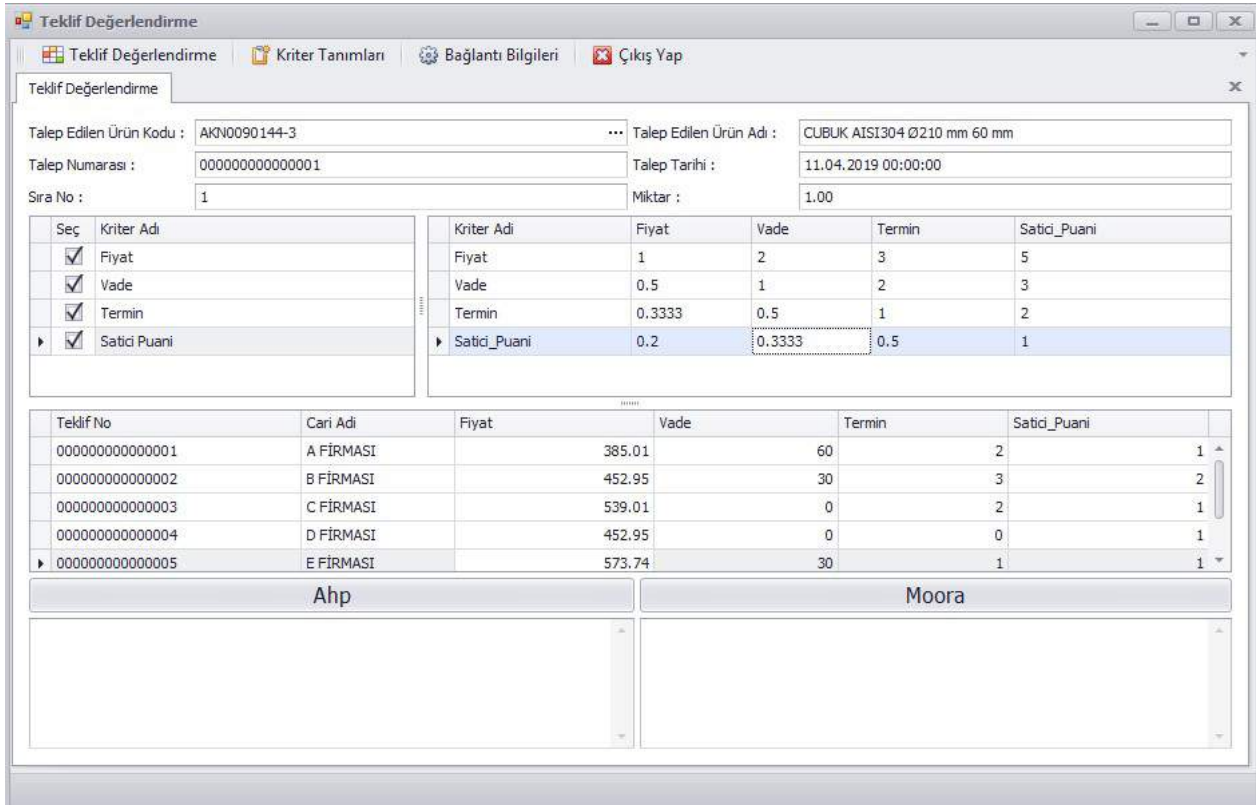 Teklif Değerlendirme
Teklif Değerlendirme Kriter Tanımları Bağlantı Bilgileri Çıkış Yap
Teklif Değerlendirme
Talep Edilen Ürün Kodu : AKN0090144-3 ... Talep Edilen Ürün Adı : CUBUK AISI304 Ø210 mm 60 mm
Talep Numarası : 000000000000001 Talep Tarihi : 11.04.2019 00:00:00
Sıra No : 1 Miktar : 1.00
Seç Kriter Adı
Fiyat
Vade
Termin
Satici Puani
Kriter Adi Fiyat Vade Termin Satici_Puani
Fiyat 1 2 3 5
Vade 0.5 1 2 3
Termin 0.3333 0.5 1 2
Satici_Puani 0.2 0.3333 0.5 1
Teklif No Cari Adi Fiyat Vade Termin Satici_Puani
000000000000001 A FİRMASI 385.01 60 2 1
000000000000002 B FİRMASI 452.95 30 3 2
000000000000003 C FİRMASI 539.01 0 2 1
000000000000004 D FİRMASI 452.95 0 0 1
000000000000005 E FİRMASI 573.74 30 1 1
Ahp Moora